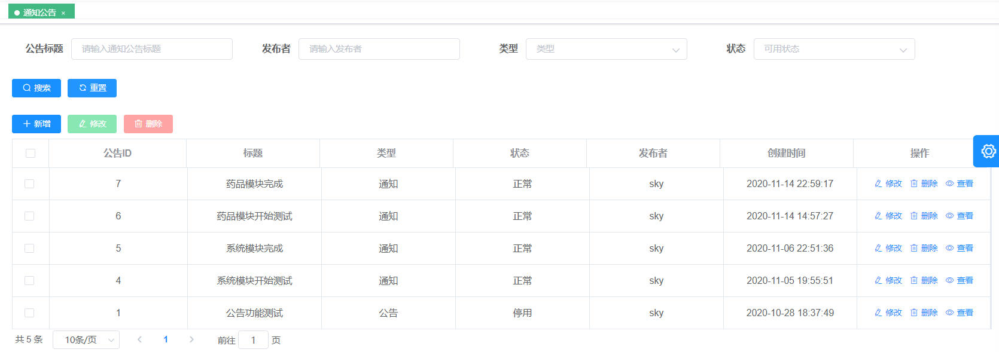 通知公告 ×
公告标题 请输入通知公告标题 发布者 请输入发布者 类型 类型 状态 可用状态
搜索 重置
新增 修改 删除
公告ID 标题 类型 状态 发布者 创建时间 操作
7 药品模块完成 通知 正常 sky 2020-11-14 22:59:17 修改 删除 查看
6 药品模块开始测试 通知 正常 sky 2020-11-14 14:57:27 修改 删除 查看
5 系统模块完成 通知 正常 sky 2020-11-06 22:51:36 修改 删除 查看
4 系统模块开始测试 通知 正常 sky 2020-11-05 19:55:51 修改 删除 查看
1 公告功能测试 公告 停用 sky 2020-10-28 18:37:49 修改 删除 查看
共 5 条 10条/页 1 前往 1 页